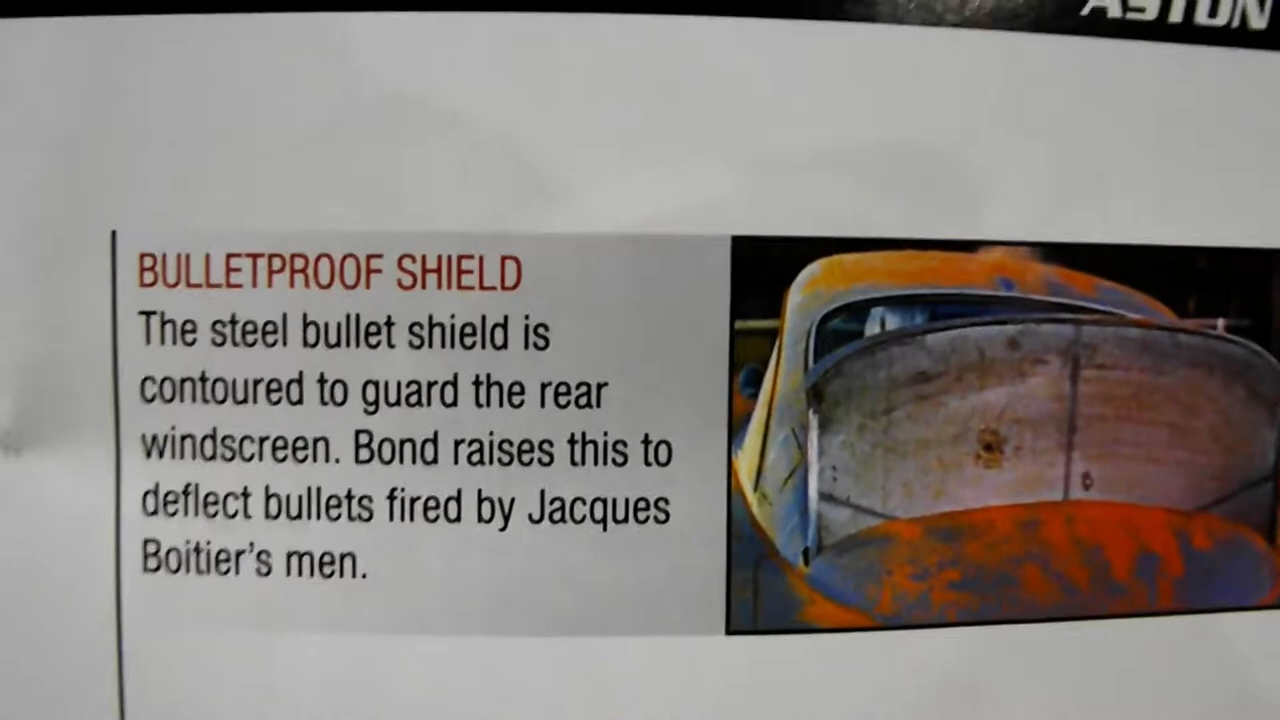 ASTON
BULLETPROOF SHIELD
The steel bullet shield is
contoured to guard the rear
windscreen. Bond raises this to
deflect bullets fired by Jacques
Boitier's men.